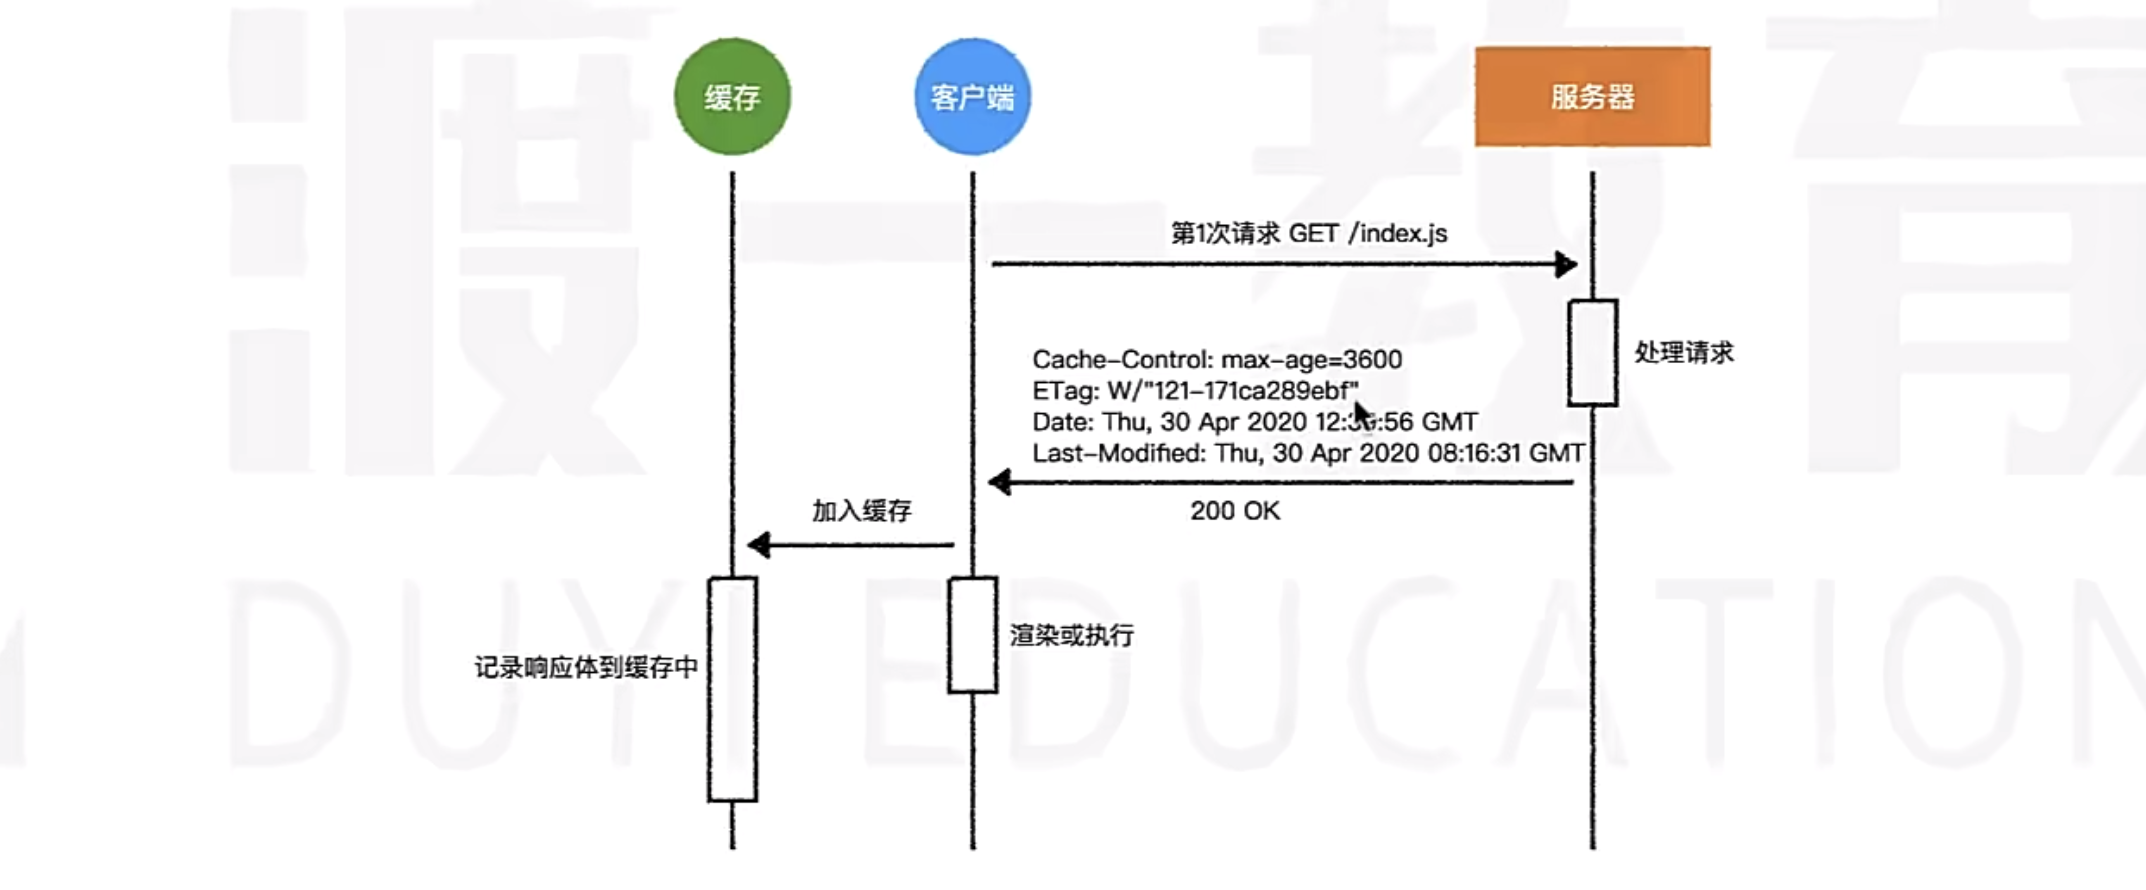 缓存
客户端
服务器
第1次请求 GET /index.js
处理请求
Cache-Control: max-age=3600
ETag: W/"121-171ca289ebf"
Date: Thu, 30 Apr 2020 GMT
Last-Modified: Thu, 30 Apr 2020 08:16:31 GMT
200 OK
加入缓存
渲染或执行
记录响应体到缓存中
渡一教育
DUYI EDUCATION